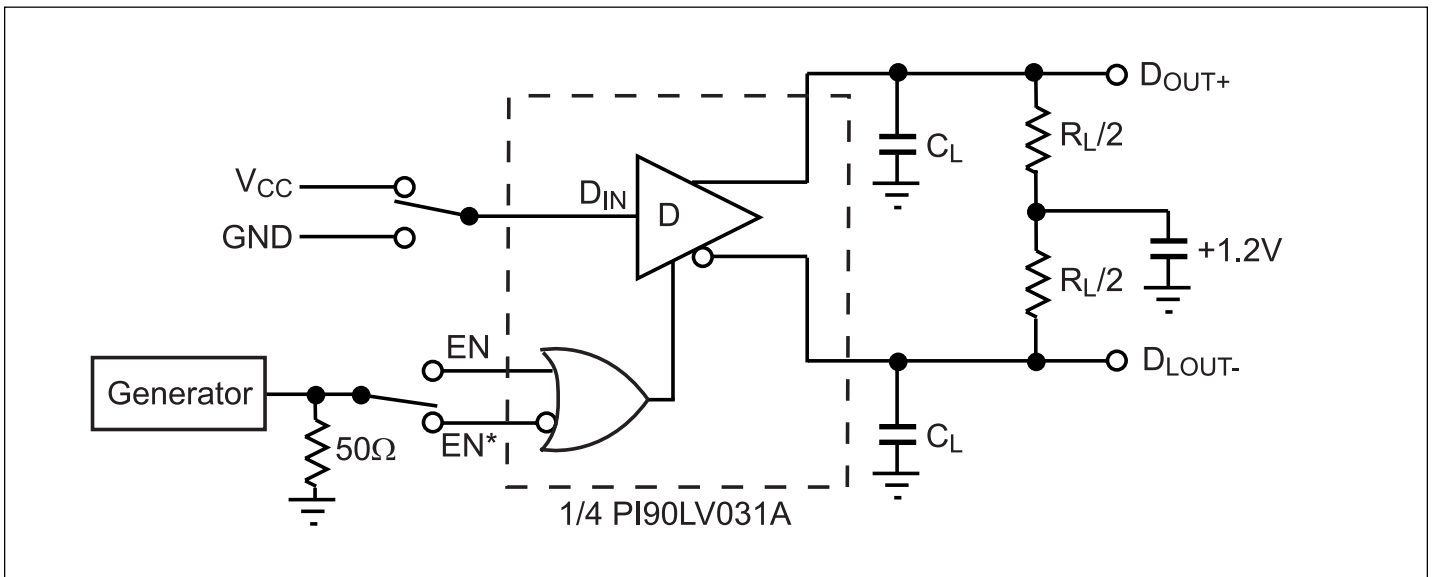 DOUT+
RL/2
CL
VCC
DIN
D
GND
+1.2V
RL/2
EN
DLOUT-
Generator
50Ω
EN*
CL
1/4 PI90LV031A